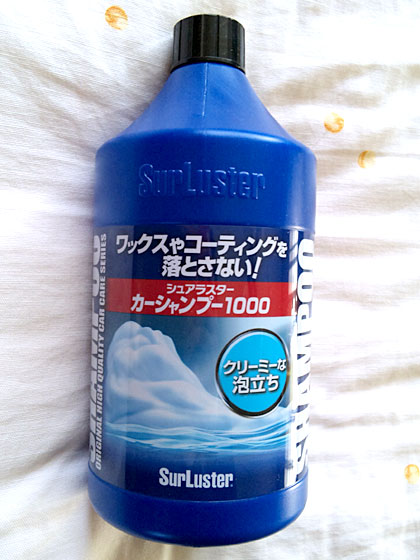 SurLuster
ワックスやコーティングを
落とさない!
シュアラスター
カーシャンプー1000
クリーミーな
泡立ち
SurLuster
SHAMPOO
ORIGINAL HIGH QUALITY CAR CARE SERIES
SHAMPOO